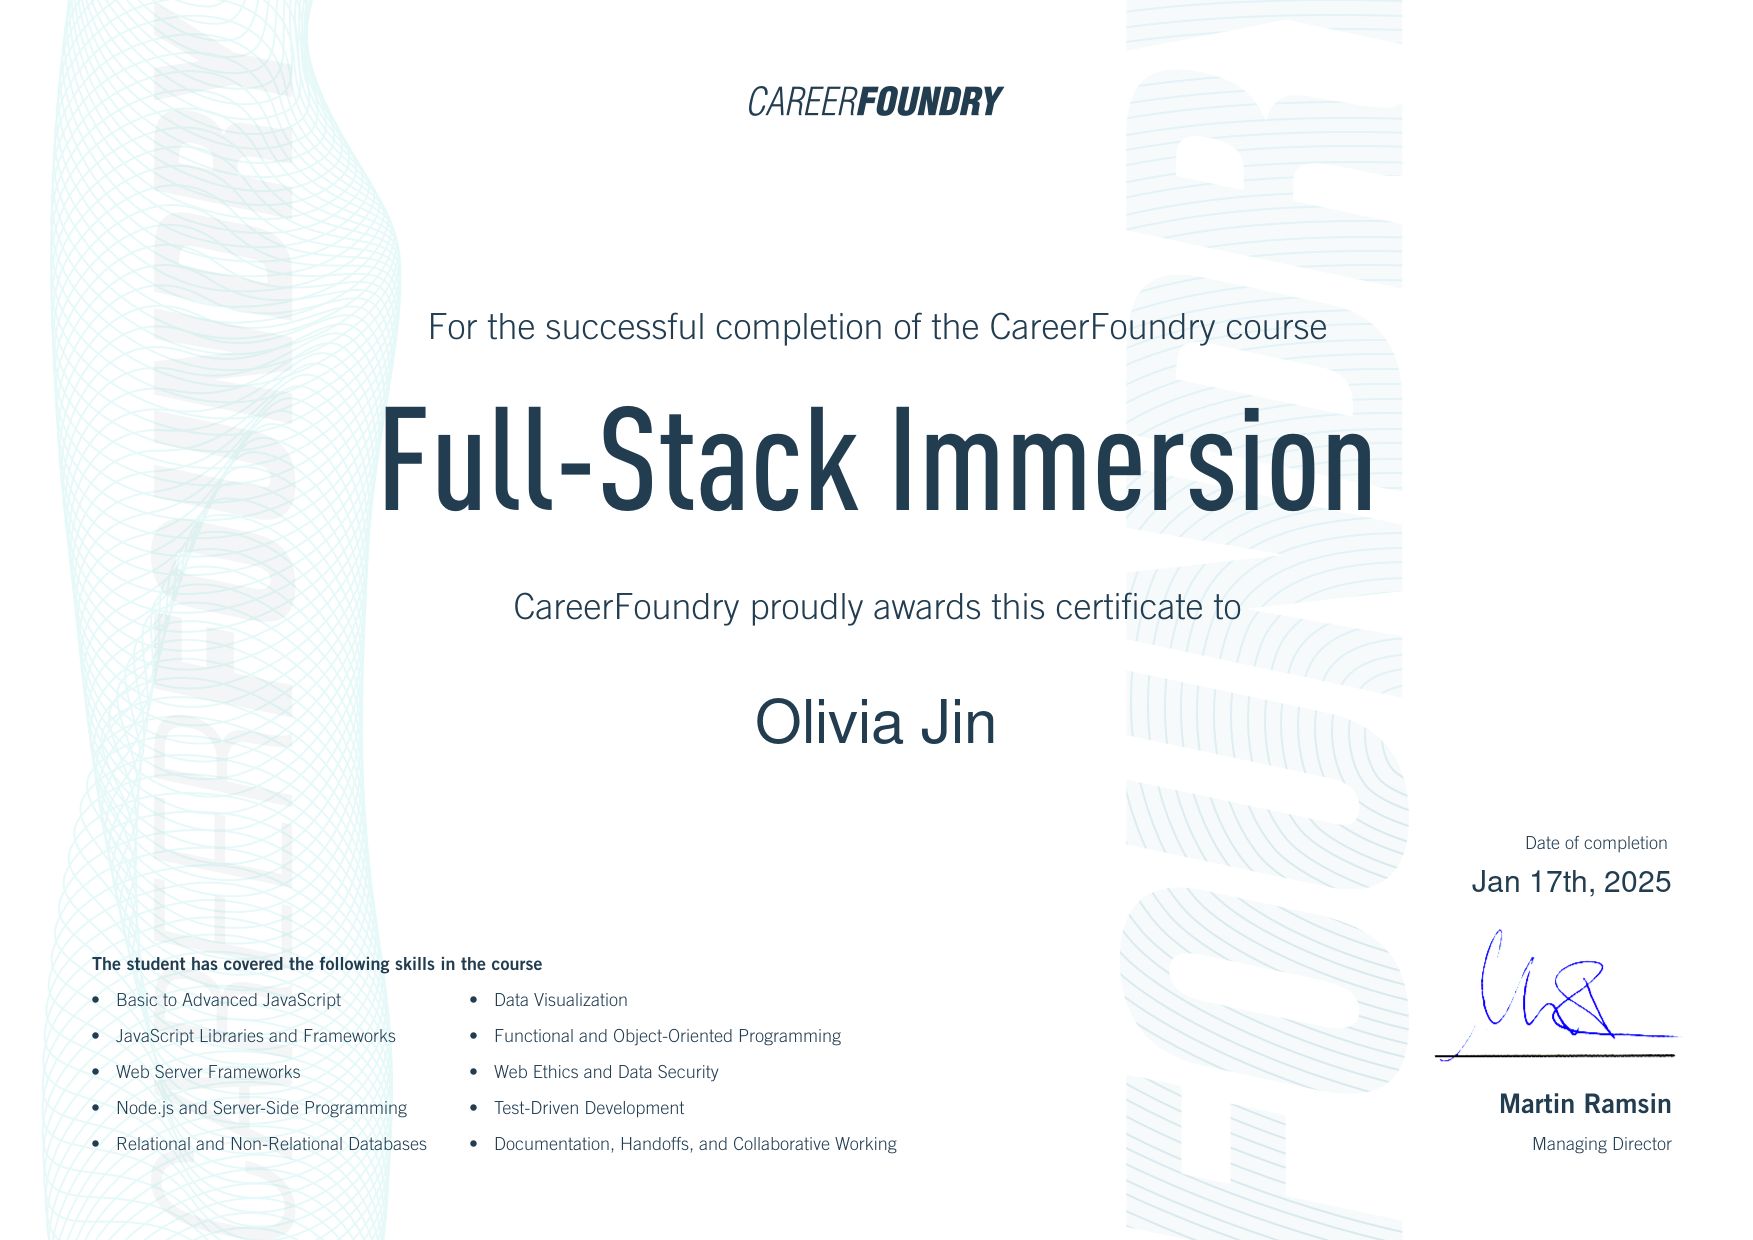 CAREERFOUNDRY
For the successful completion of the CareerFoundry course
Full-Stack Immersion
CareerFoundry proudly awards this certificate to
Olivia Jin
Date of completion
Jan 17th, 2025
The student has covered the following skills in the course
• Basic to Advanced JavaScript
• JavaScript Libraries and Frameworks
• Web Server Frameworks
• Node.js and Server-Side Programming
• Relational and Non-Relational Databases
• Data Visualization
• Functional and Object-Oriented Programming
• Web Ethics and Data Security
• Test-Driven Development
• Documentation, Handoffs, and Collaborative Working
Martin Ramsin
Managing Director
CAREERFOUNDRY
FOUNDRY